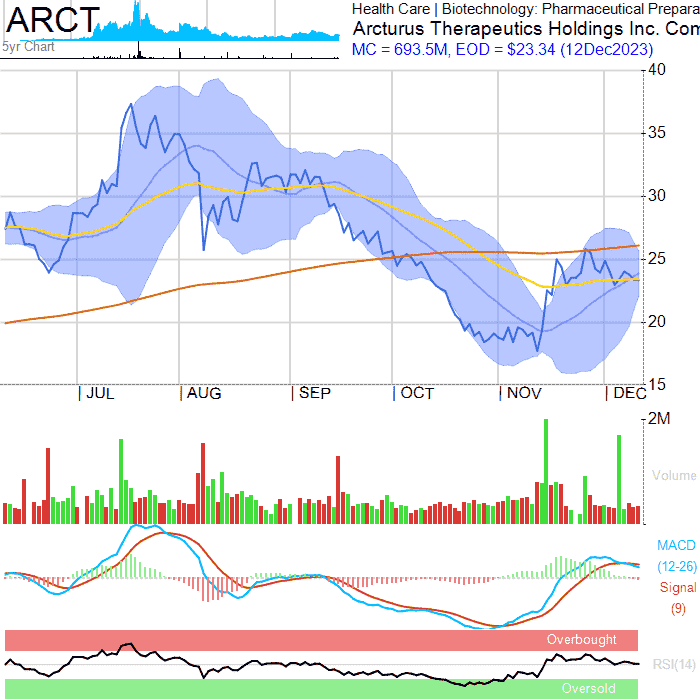 ARCT
5yr Chart
Health Care | Biotechnology: Pharmaceutical Prepara
Arcturus Therapeutics Holdings Inc. Com
MC = 693.5M, EOD = $23.34 (12Dec2023)
40
35
30
25
20
15
| JUL | AUG | SEP | OCT | NOV | DEC
2M
Volume
MACD
(12-26)
Signal
(9)
Overbought
RSI(14)
Oversold